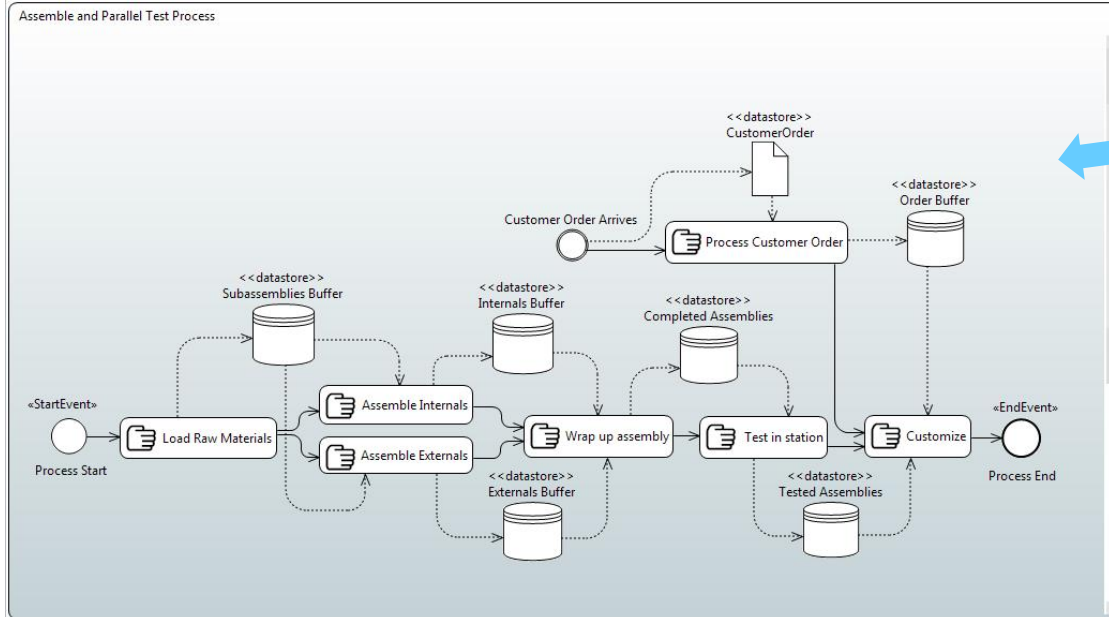 Assemble and Parallel Test Process
<<datastore>>
CustomerOrder
<<datastore>>
Order Buffer
Customer Order Arrives
Process Customer Order
<<datastore>>
Subassemblies Buffer
<<datastore>>
Internals Buffer
<<datastore>>
Completed Assemblies
«StartEvent»
Process Start
Load Raw Materials
Assemble Internals
Assemble Externals
Wrap up assembly
Test in station
Customize
«EndEvent»
Process End
<<datastore>>
Externals Buffer
<<datastore>>
Tested Assemblies